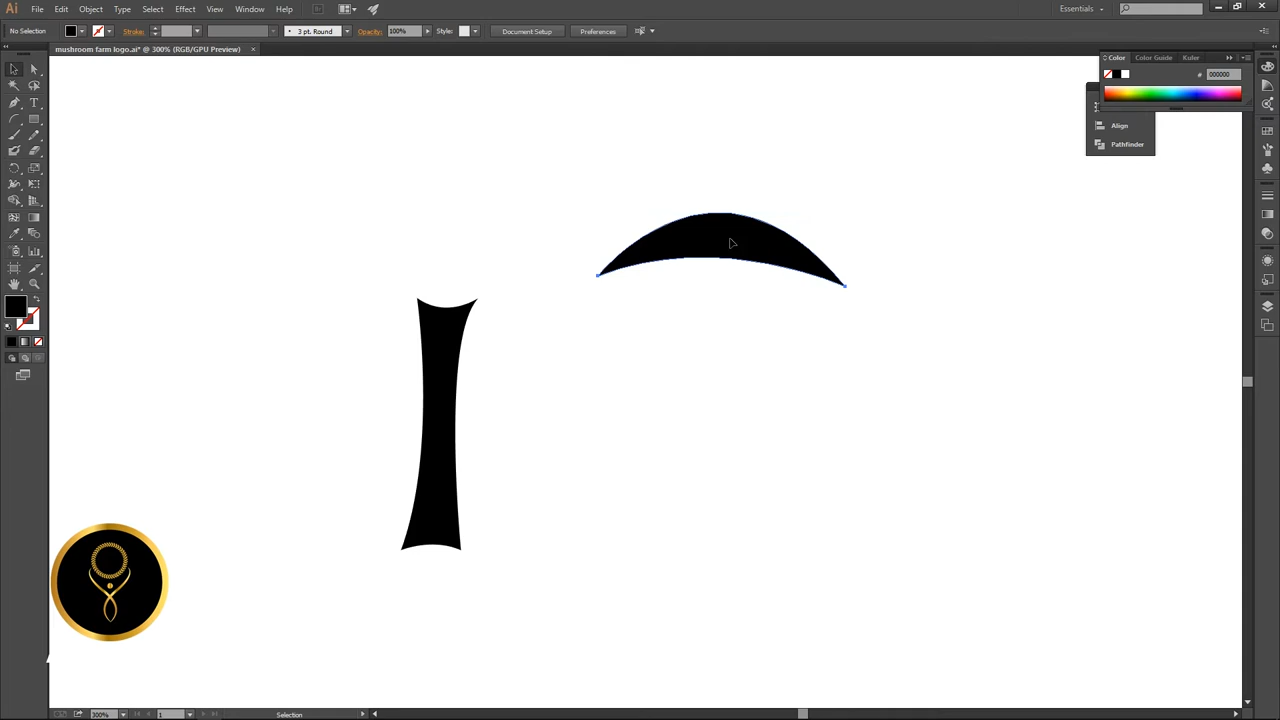 Ai File Edit Object Type Select Effect View Window Help Br Essentials
No Selection Stroke: 3 pt. Round Opacity: 100% Style: Document Setup Preferences
mushroom farm logo.ai* @ 300% (RGB/GPU Preview) ×
Color Color Guide Kuler
# 000000
Align
Pathfinder
300% 1 Selection